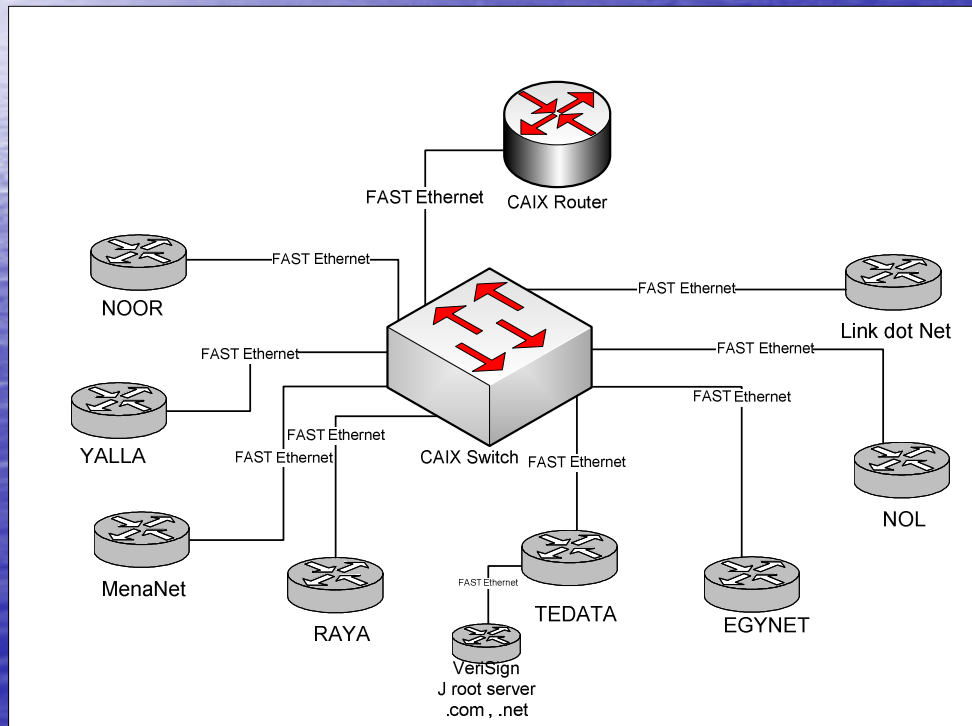 FAST Ethernet
CAIX Router
FAST Ethernet
NOOR
FAST Ethernet
Link dot Net
FAST Ethernet
YALLA
FAST Ethernet
NOL
FAST Ethernet
FAST Ethernet
FAST Ethernet
CAIX Switch
FAST Ethernet
MenaNet
RAYA
FAST Ethernet
TEDATA
EGYNET
VeriSign
J root server
.com , .net